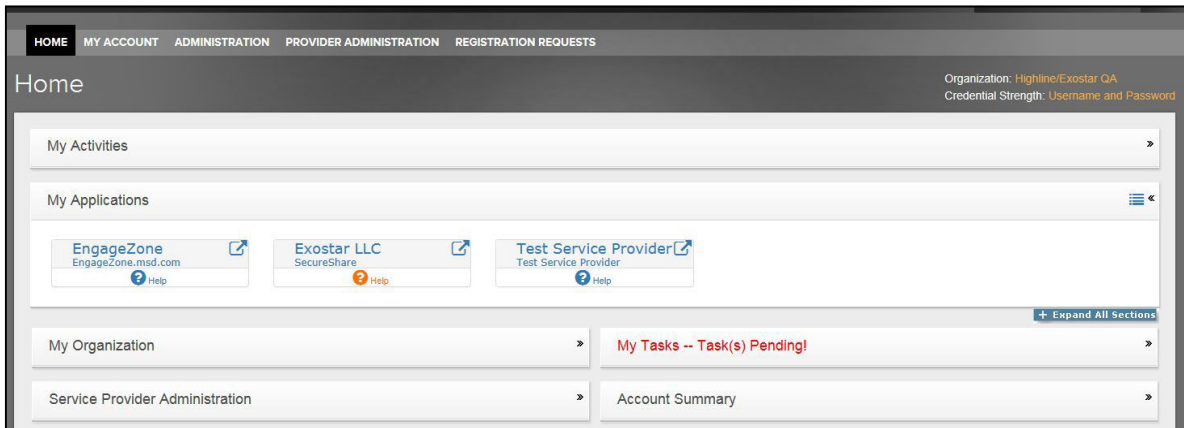 HOME MY ACCOUNT ADMINISTRATION PROVIDER ADMINISTRATION REGISTRATION REQUESTS
Home
Organization: Highline/Exostar QA
Credential Strength: Username and Password
My Activities
My Applications
EngageZone
EngageZone.msd.com
Help
Exostar LLC
SecureShare
Help
Test Service Provider
Test Service Provider
Help
+ Expand All Sections
My Organization
My Tasks -- Task(s) Pending!
Service Provider Administration
Account Summary